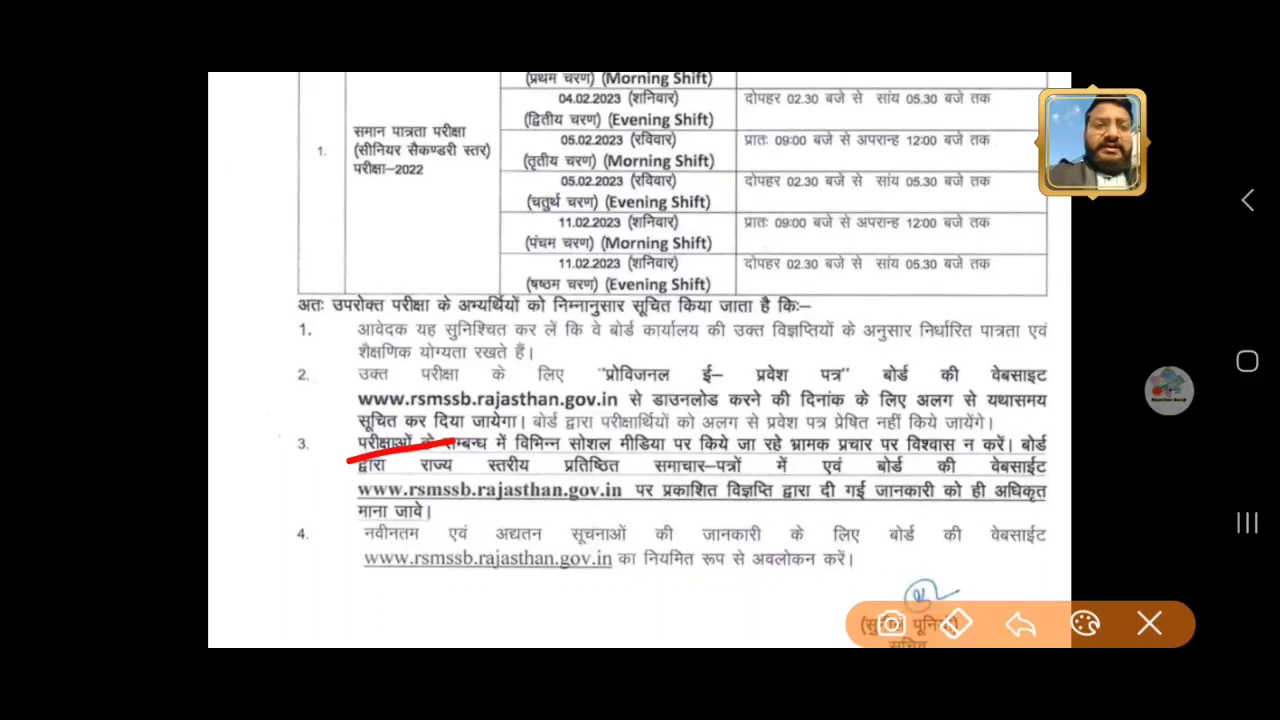 (प्रथम चरण) (Morning Shift)
04.02.2023 (शनिवार) दोपहर 02.30 बजे से सांय 05.30 बजे तक
(द्वितीय चरण) (Evening Shift)
समान पात्रता परीक्षा
05.02.2023 (रविवार) प्रातः 09:00 बजे से अपरान्ह 12:00 बजे तक
1. (सीनियर सैकण्डरी स्तर)
(तृतीय चरण) (Morning Shift)
परीक्षा–2022
05.02.2023 (रविवार) दोपहर 02.30 बजे से सांय 05.30 बजे तक
(चतुर्थ चरण) (Evening Shift)
11.02.2023 (शनिवार) प्रातः 09:00 बजे से अपरान्ह 12:00 बजे तक
(पंचम चरण) (Morning Shift)
11.02.2023 (शनिवार) दोपहर 02.30 बजे से सांय 05.30 बजे तक
(षष्ठम चरण) (Evening Shift)
अतः उपरोक्त परीक्षा के अभ्यर्थियों को निम्नानुसार सूचित किया जाता है किः–
1. आवेदक यह सुनिश्चित कर लें कि वे बोर्ड कार्यालय की उक्त विज्ञप्तियों के अनुसार निर्धारित पात्रता एवं
शैक्षणिक योग्यता रखते हैं।
2. उक्त परीक्षा के लिए "प्रोविजनल ई– प्रवेश पत्र" बोर्ड की वेबसाइट
www.rsmssb.rajasthan.gov.in से डाउनलोड करने की दिनांक के लिए अलग से यथासमय
सूचित कर दिया जायेगा। बोर्ड द्वारा परीक्षार्थियों को अलग से प्रवेश पत्र प्रेषित नहीं किये जायेंगे।
3. परीक्षाओं के सम्बन्ध में विभिन्न सोशल मीडिया पर किये जा रहे भ्रामक प्रचार पर विश्वास न करें। बोर्ड
द्वारा राज्य स्तरीय प्रतिष्ठित समाचार–पत्रों में एवं बोर्ड की वेबसाईट
www.rsmssb.rajasthan.gov.in पर प्रकाशित विज्ञप्ति द्वारा दी गई जानकारी को ही अधिकृत
माना जावे।
4. नवीनतम एवं अद्यतन सूचनाओं की जानकारी के लिए बोर्ड की वेबसाईट
www.rsmssb.rajasthan.gov.in का नियमित रूप से अवलोकन करें।